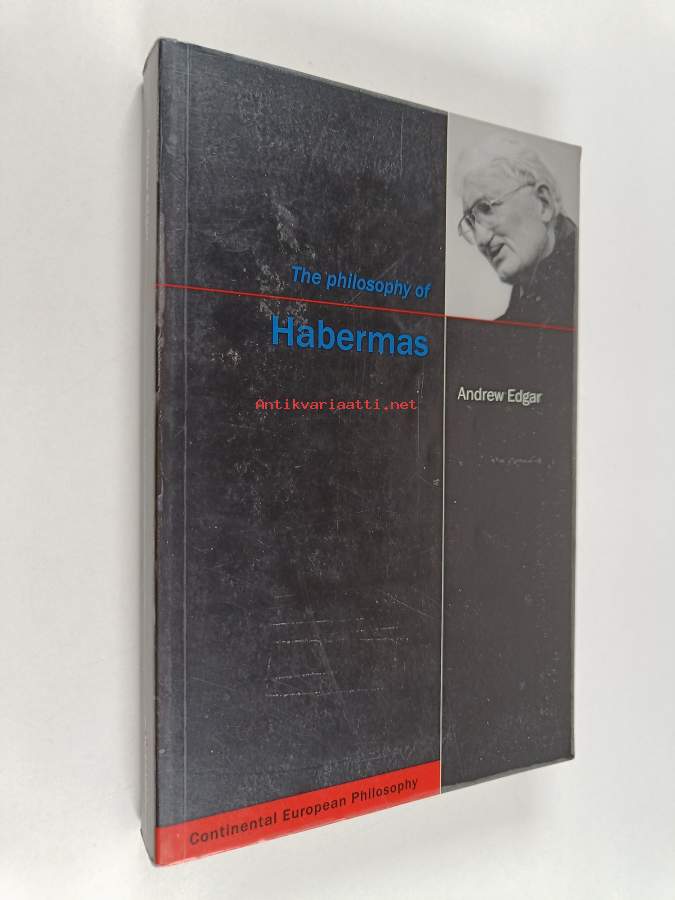 The philosophy of
Habermas
Antikvariaatti.net
Andrew Edgar
Continental European Philosophy